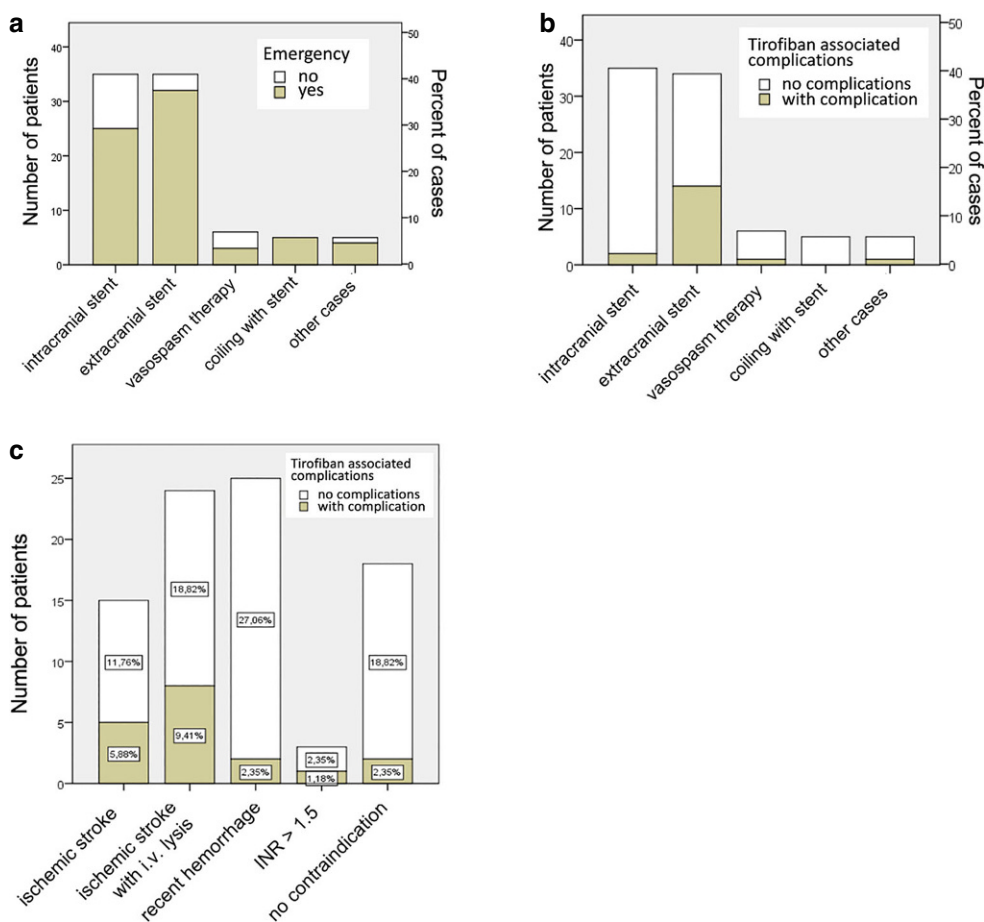 a
Emergency
no
yes
Number of patients
40
30
20
10
0
Percent of cases
50
40
30
20
10
0
intracranial stent
extracranial stent
vasospasm therapy
coiling with stent
other cases
b
Tirofiban associated
complications
no complications
with complication
Number of patients
40
30
20
10
0
Percent of cases
50
40
30
20
10
0
intracranial stent
extracranial stent
vasospasm therapy
coiling with stent
other cases
c
Tirofiban associated
complications
no complications
with complication
Number of patients
25
20
15
10
5
0
11,76%
5,88%
18,82%
9,41%
27,06%
2,35%
2,35%
1,18%
18,82%
2,35%
ischemic stroke
ischemic stroke
with i.v. lysis
recent hemorrhage
INR > 1.5
no contraindication